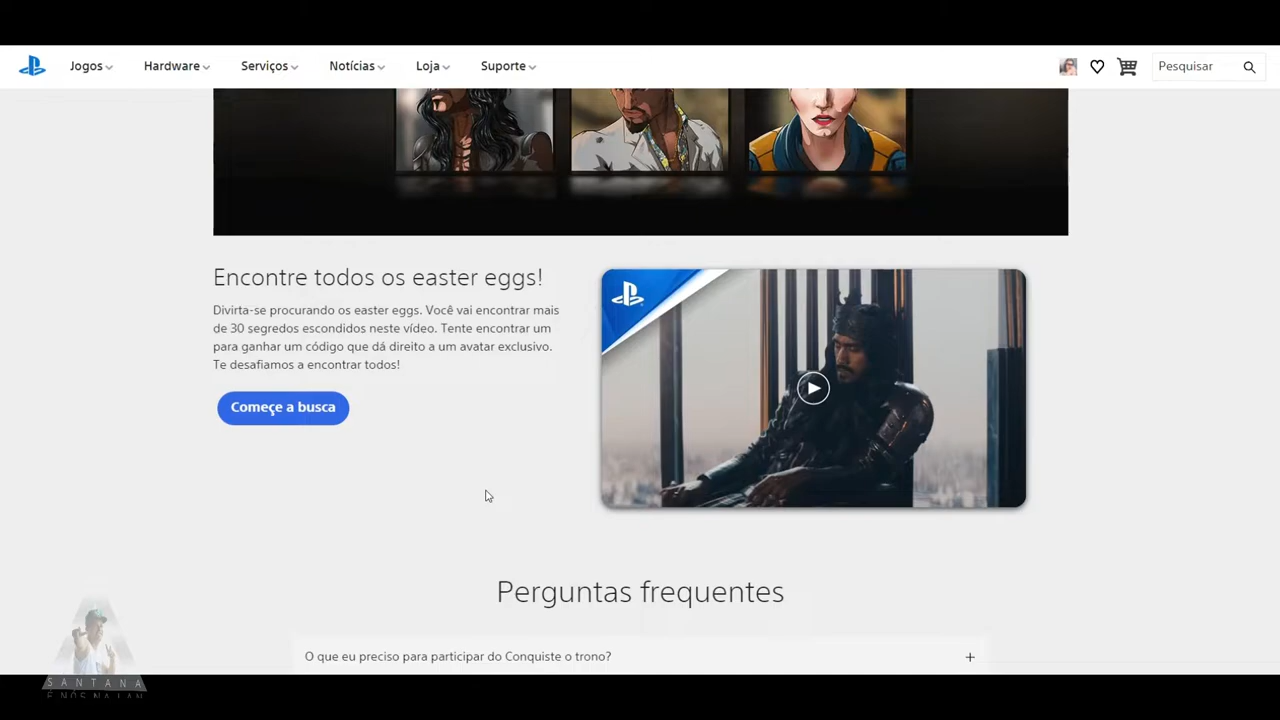 Jogos
Hardware
Serviços
Notícias
Loja
Suporte
Pesquisar
Encontre todos os easter eggs!
Divirta-se procurando os easter eggs. Você vai encontrar mais
de 30 segredos escondidos neste vídeo. Tente encontrar um
para ganhar um código que dá direito a um avatar exclusivo.
Te desafiamos a encontrar todos!
Começe a busca
Perguntas frequentes
O que eu preciso para participar do Conquiste o trono?
SANTANA
É NÓS NA LAN